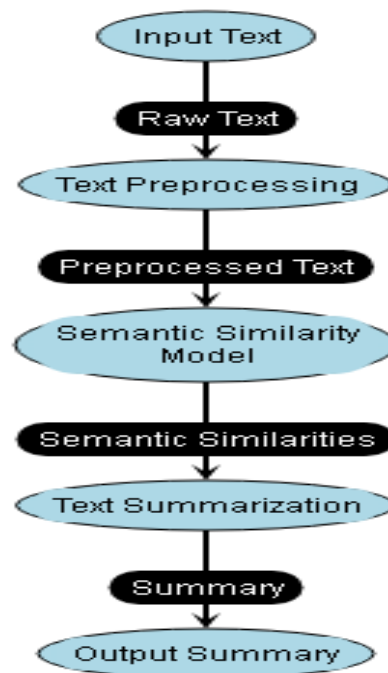 Input Text
Raw Text
Text Preprocessing
Preprocessed Text
Semantic Similarity
Model
Semantic Similarities
Text Summarization
Summary
Output Summary